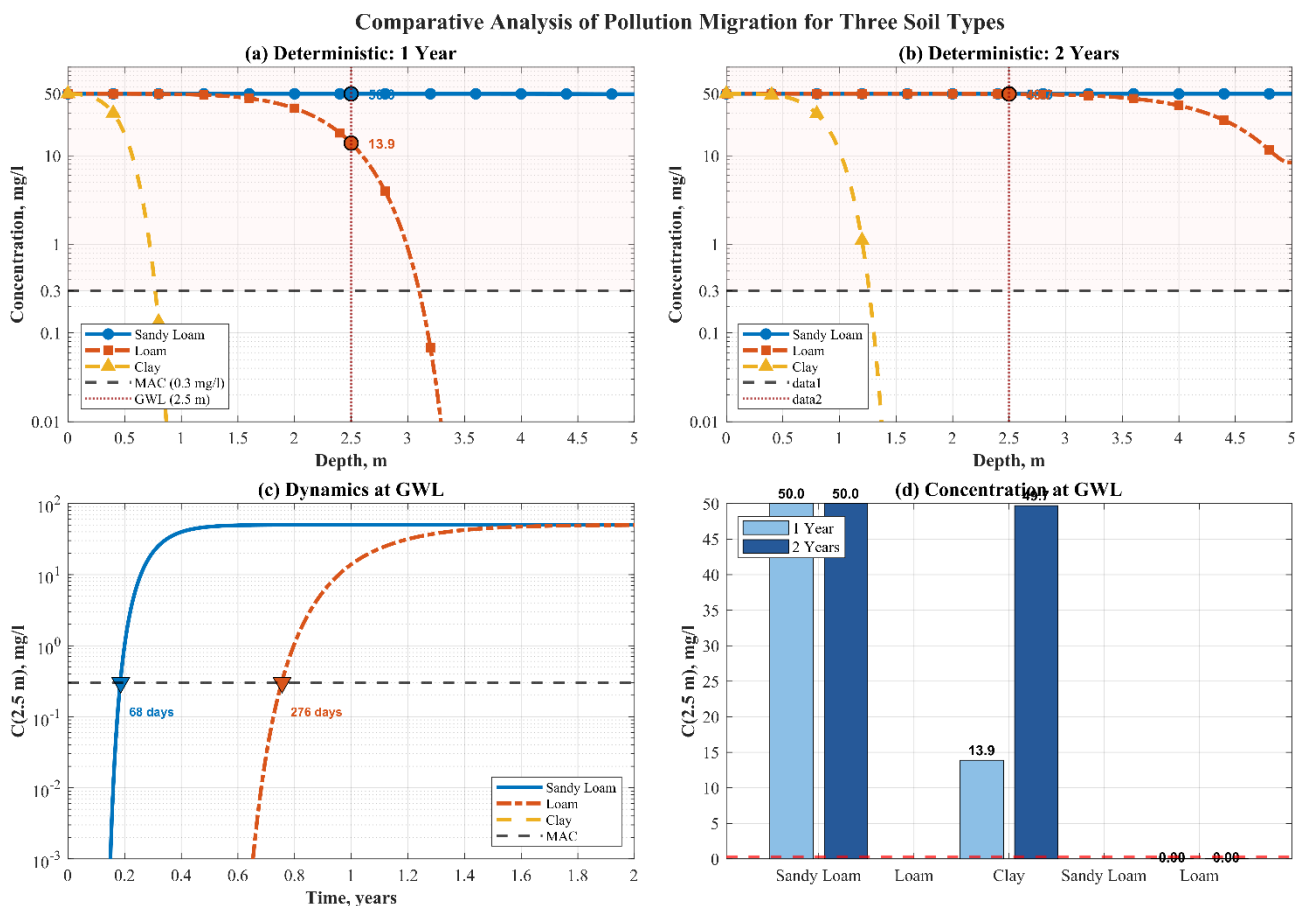 Comparative Analysis of Pollution Migration for Three Soil Types
(a) Deterministic: 1 Year
Concentration, mg/l
50
10
1
0.3
0.1
0.01
13.9
Sandy Loam
Loam
Clay
MAC (0.3 mg/l)
GWL (2.5 m)
0 0.5 1 1.5 2 2.5 3 3.5 4 4.5 5
Depth, m
(b) Deterministic: 2 Years
Concentration, mg/l
50
10
1
0.3
0.1
0.01
Sandy Loam
Loam
Clay
data1
data2
0 0.5 1 1.5 2 2.5 3 3.5 4 4.5 5
Depth, m
(c) Dynamics at GWL
C(2.5 m), mg/l
10²
10¹
10⁰
10⁻¹
10⁻²
10⁻³
68 days
276 days
Sandy Loam
Loam
Clay
MAC
0 0.2 0.4 0.6 0.8 1 1.2 1.4 1.6 1.8 2
Time, years
(d) Concentration at GWL
C(2.5 m), mg/l
50
45
40
35
30
25
20
15
10
5
0
50.0 50.0
49.7
1 Year
2 Years
13.9
0.00 0.00
Sandy Loam Loam Clay Sandy Loam Loam